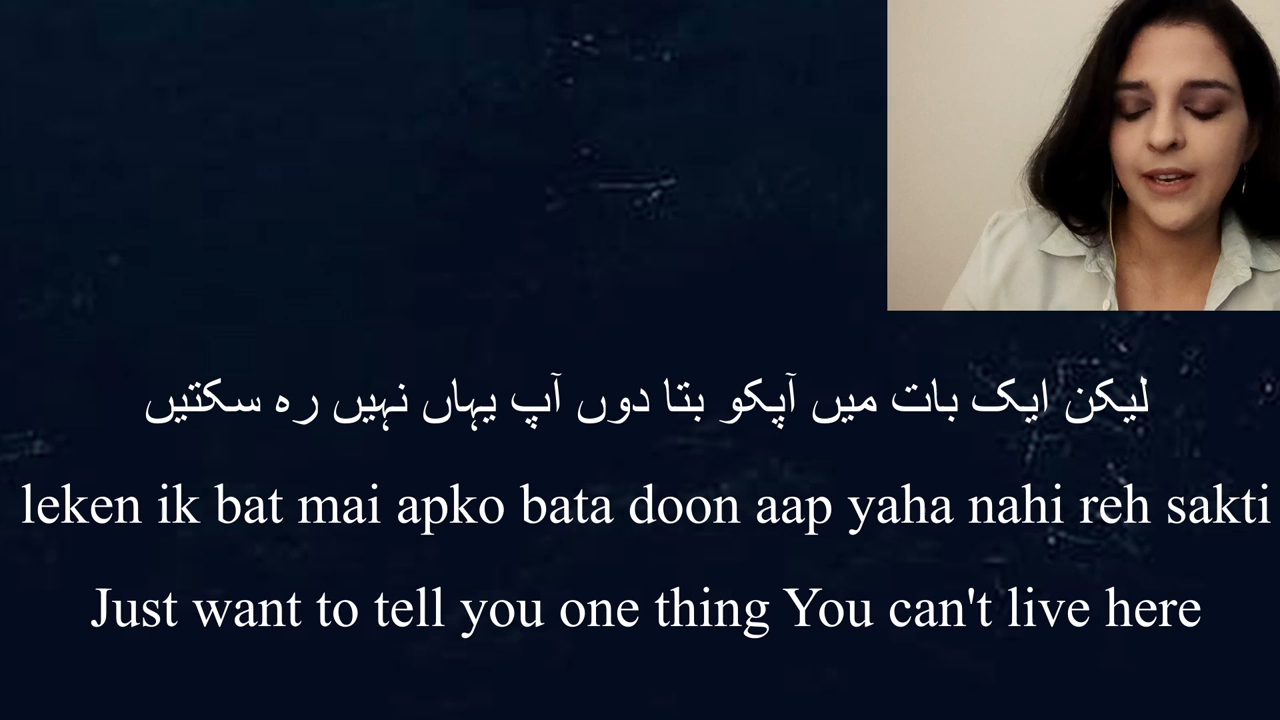 لیکن ایک بات میں آپکو بتا دوں آپ یہاں نہیں رہ سکتیں
leken ik bat mai apko bata doon aap yaha nahi reh sakti
Just want to tell you one thing You can't live here